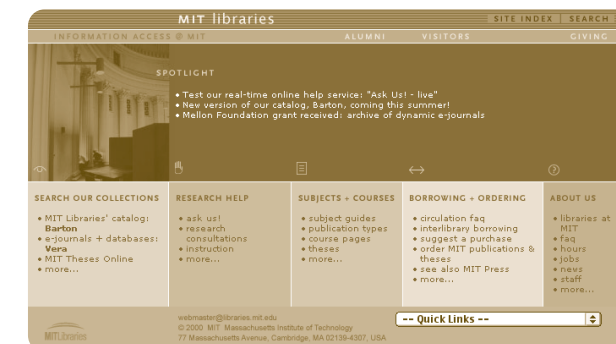 MIT libraries
SITE INDEX | SEARCH
INFORMATION ACCESS @ MIT
ALUMNI
VISITORS
GIVING
SPOTLIGHT
• Test our real-time online help service: "Ask Us! - live"
• New version of our catalog, Barton, coming this summer!
• Mellon Foundation grant received: archive of dynamic e-journals
SEARCH OUR COLLECTIONS
• MIT Libraries' catalog:
Barton
• e-journals + databases:
Vera
• MIT Theses Online
• more...
RESEARCH HELP
• ask us!
• research
consultations
• instruction
• more...
SUBJECTS + COURSES
• subject guides
• publication types
• course pages
• theses
• more...
BORROWING + ORDERING
• circulation faq
• interlibrary borrowing
• suggest a purchase
• order MIT publications &
theses
• see also MIT Press
• more...
ABOUT US
• libraries at
MIT
• faq
• hours
• jobs
• news
• staff
• more...
MITLibraries
webmaster@libraries.mit.edu
© 2000 MIT Massachusetts Institute of Technology
77 Massachusetts Avenue, Cambridge, MA 02139-4307, USA
-- Quick Links --